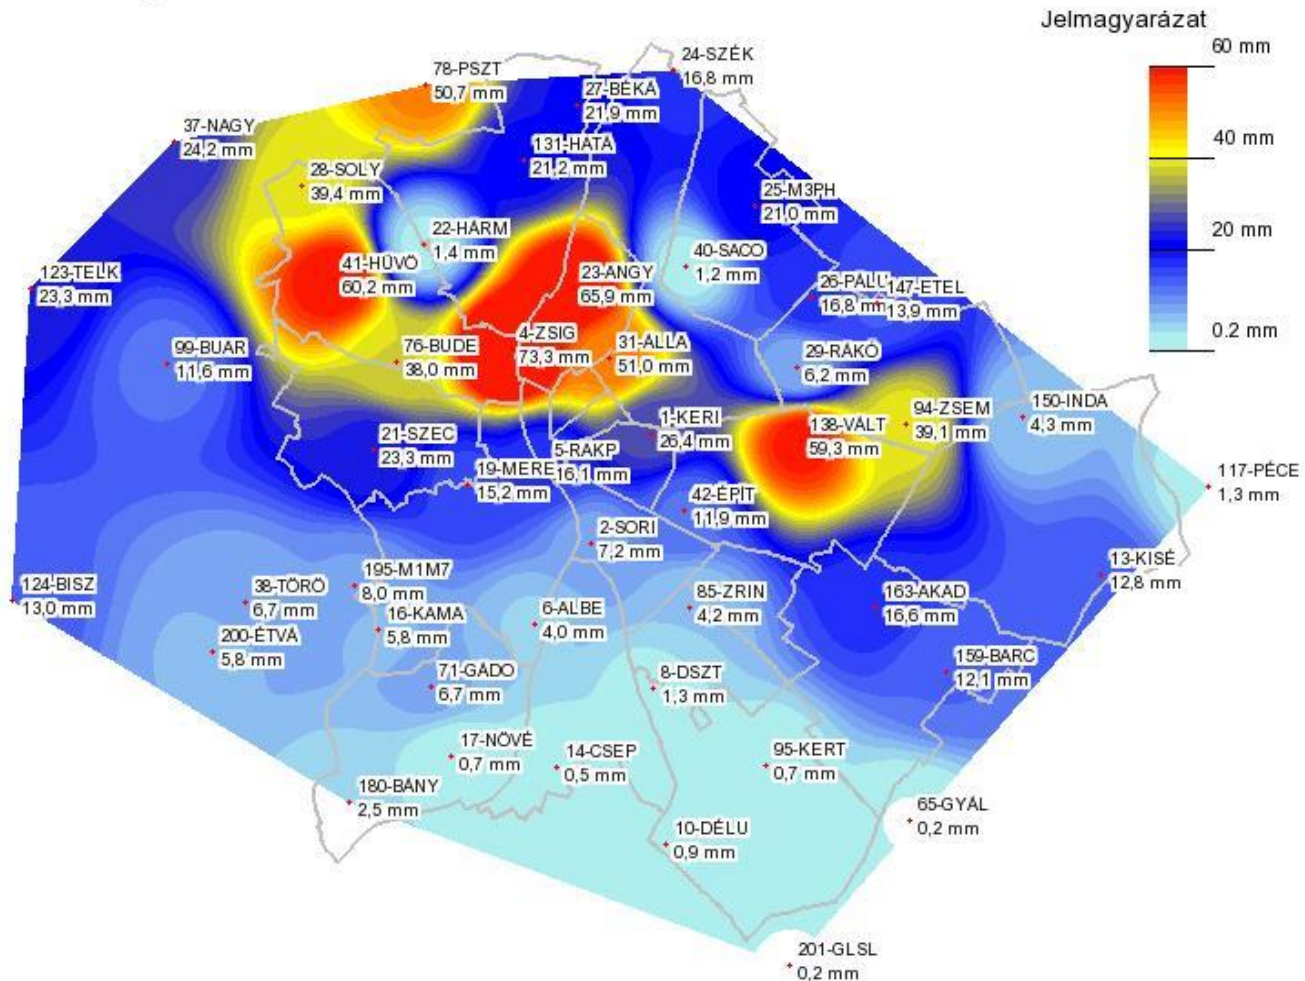 Jelmagyarázat
60 mm
40 mm
20 mm
0.2 mm
24-SZÉK
16,8 mm
78-PSZT
50,7 mm
27-BÉKÁ
21,9 mm
37-NAGY
24,2 mm
131-HATÁ
21,2 mm
28-SOLY
39,4 mm
25-M3PH
21,0 mm
22-HÁRM
1,4 mm
40-SACO
1,2 mm
123-TELK
23,3 mm
41-HŰVÖ
60,2 mm
23-ANGY
65,9 mm
26-PÁLU
16,8 mm
147-ETEL
13,9 mm
99-BUAR
11,6 mm
76-BUDE
38,0 mm
4-ZSIG
73,3 mm
31-ÁLLA
51,0 mm
29-RÁKÓ
6,2 mm
150-INDA
4,3 mm
94-ZSEM
39,1 mm
1-KERI
26,4 mm
138-VÁLT
59,3 mm
21-SZEC
23,3 mm
5-RAKP
16,1 mm
19-MERE
15,2 mm
117-PÉCE
1,3 mm
42-ÉPÍT
11,9 mm
2-SORI
7,2 mm
13-KISÉ
12,8 mm
124-BISZ
13,0 mm
38-TÖRÖ
6,7 mm
195-M1M7
8,0 mm
16-KAMA
5,8 mm
6-ALBE
4,0 mm
85-ZRIN
4,2 mm
163-AKAD
16,6 mm
200-ÉTVA
5,8 mm
71-GÁDO
6,7 mm
8-DSZT
1,3 mm
159-BARC
12,1 mm
17-NÖVÉ
0,7 mm
14-CSEP
0,5 mm
95-KERT
0,7 mm
180-BÁNY
2,5 mm
65-GYÁL
0,2 mm
10-DÉLU
0,9 mm
201-GLSL
0,2 mm